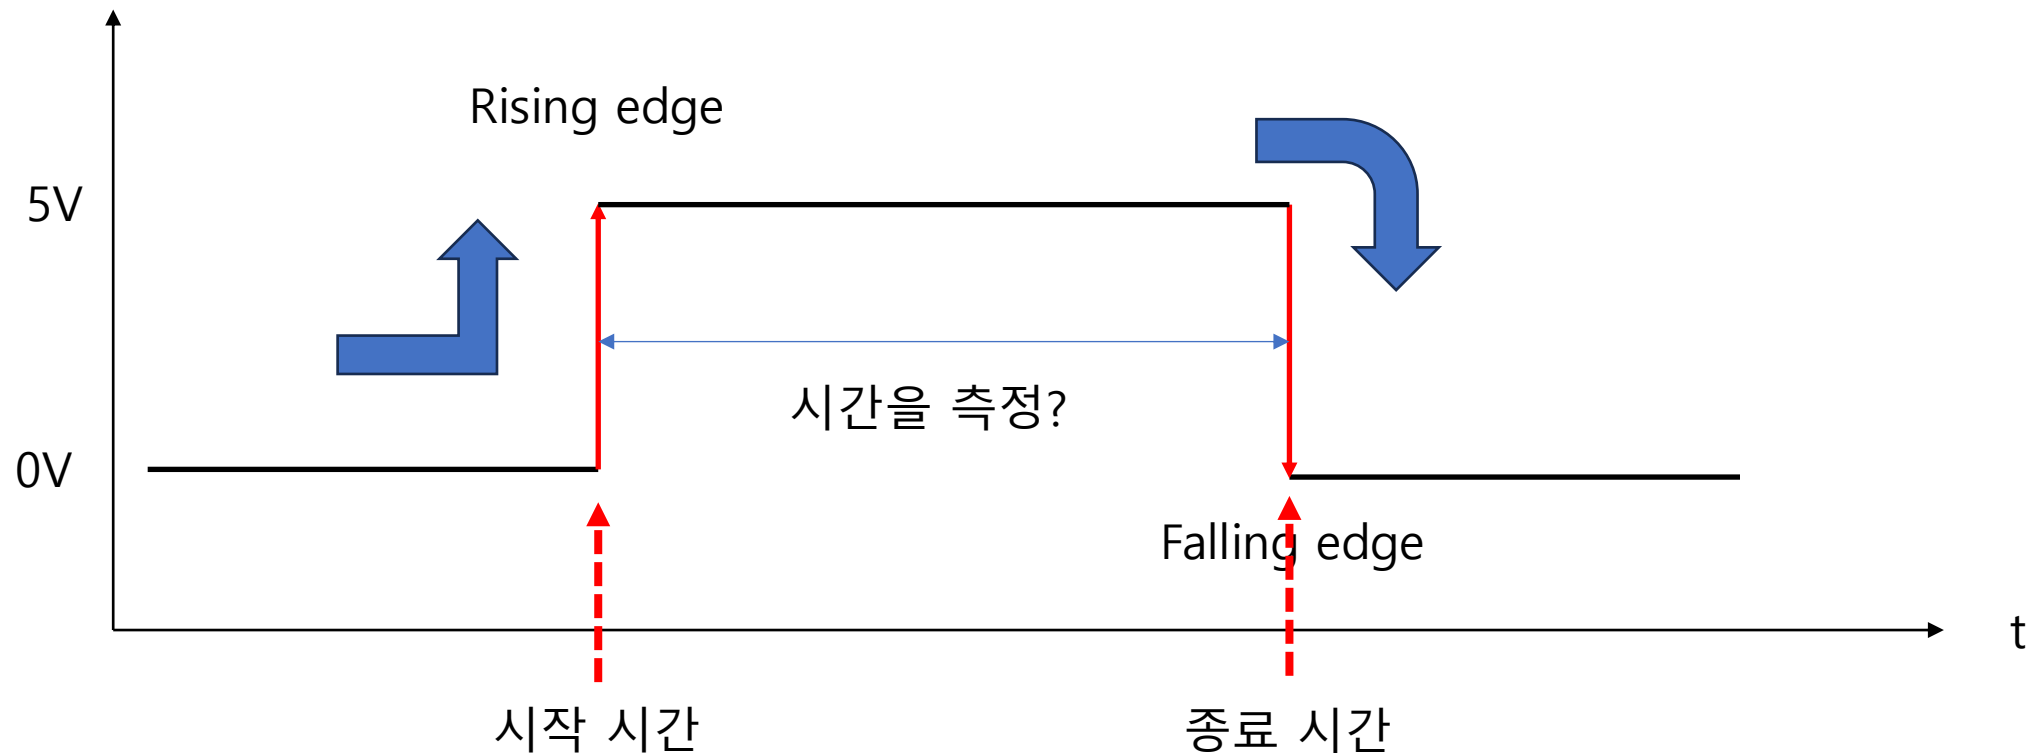 Rising edge
5V
시간을 측정?
0V
Falling edge
t
시작 시간
종료 시간